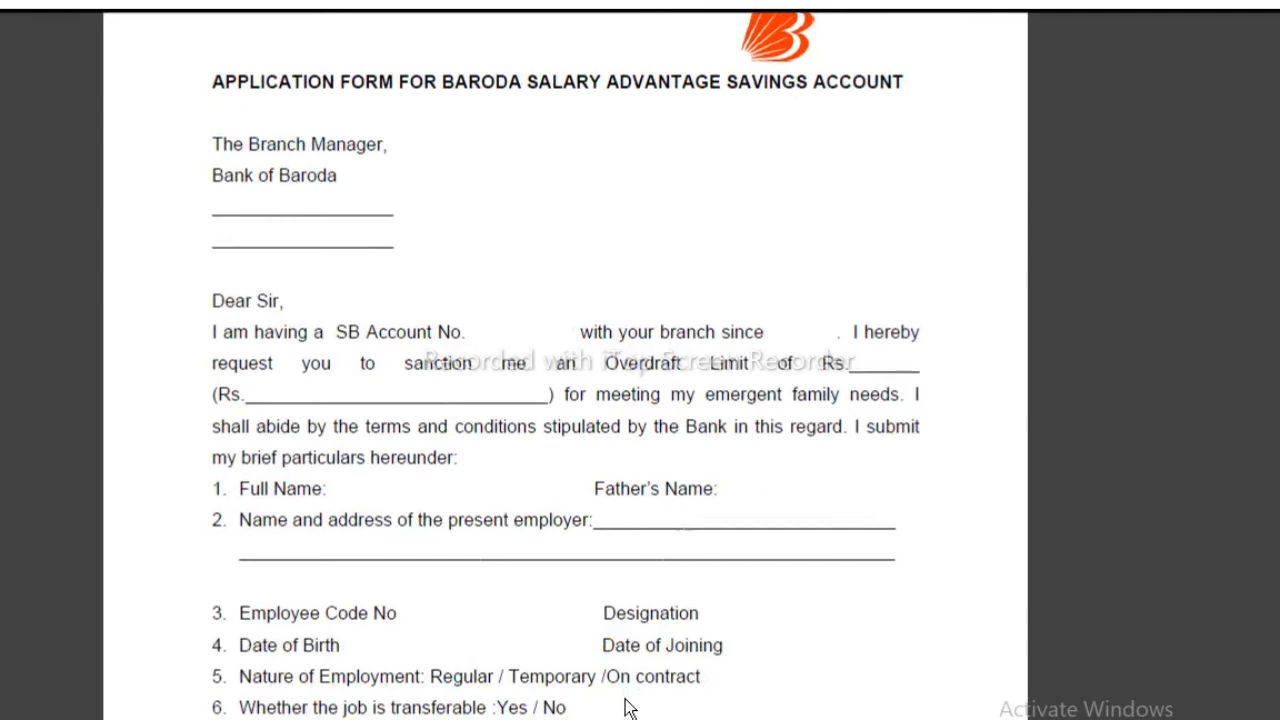 APPLICATION FORM FOR BARODA SALARY ADVANTAGE SAVINGS ACCOUNT
The Branch Manager,
Bank of Baroda
Dear Sir,
I am having a SB Account No. with your branch since . I hereby
request you to sanction me an Overdraft Limit of Rs.______
(Rs.____________________________) for meeting my emergent family needs. I
shall abide by the terms and conditions stipulated by the Bank in this regard. I submit
my brief particulars hereunder:
Recorded with iTop Screen Recorder
1. Full Name: Father's Name:
2. Name and address of the present employer:____________________________
3. Employee Code No Designation
4. Date of Birth Date of Joining
5. Nature of Employment: Regular / Temporary /On contract
6. Whether the job is transferable :Yes / No
Activate Windows